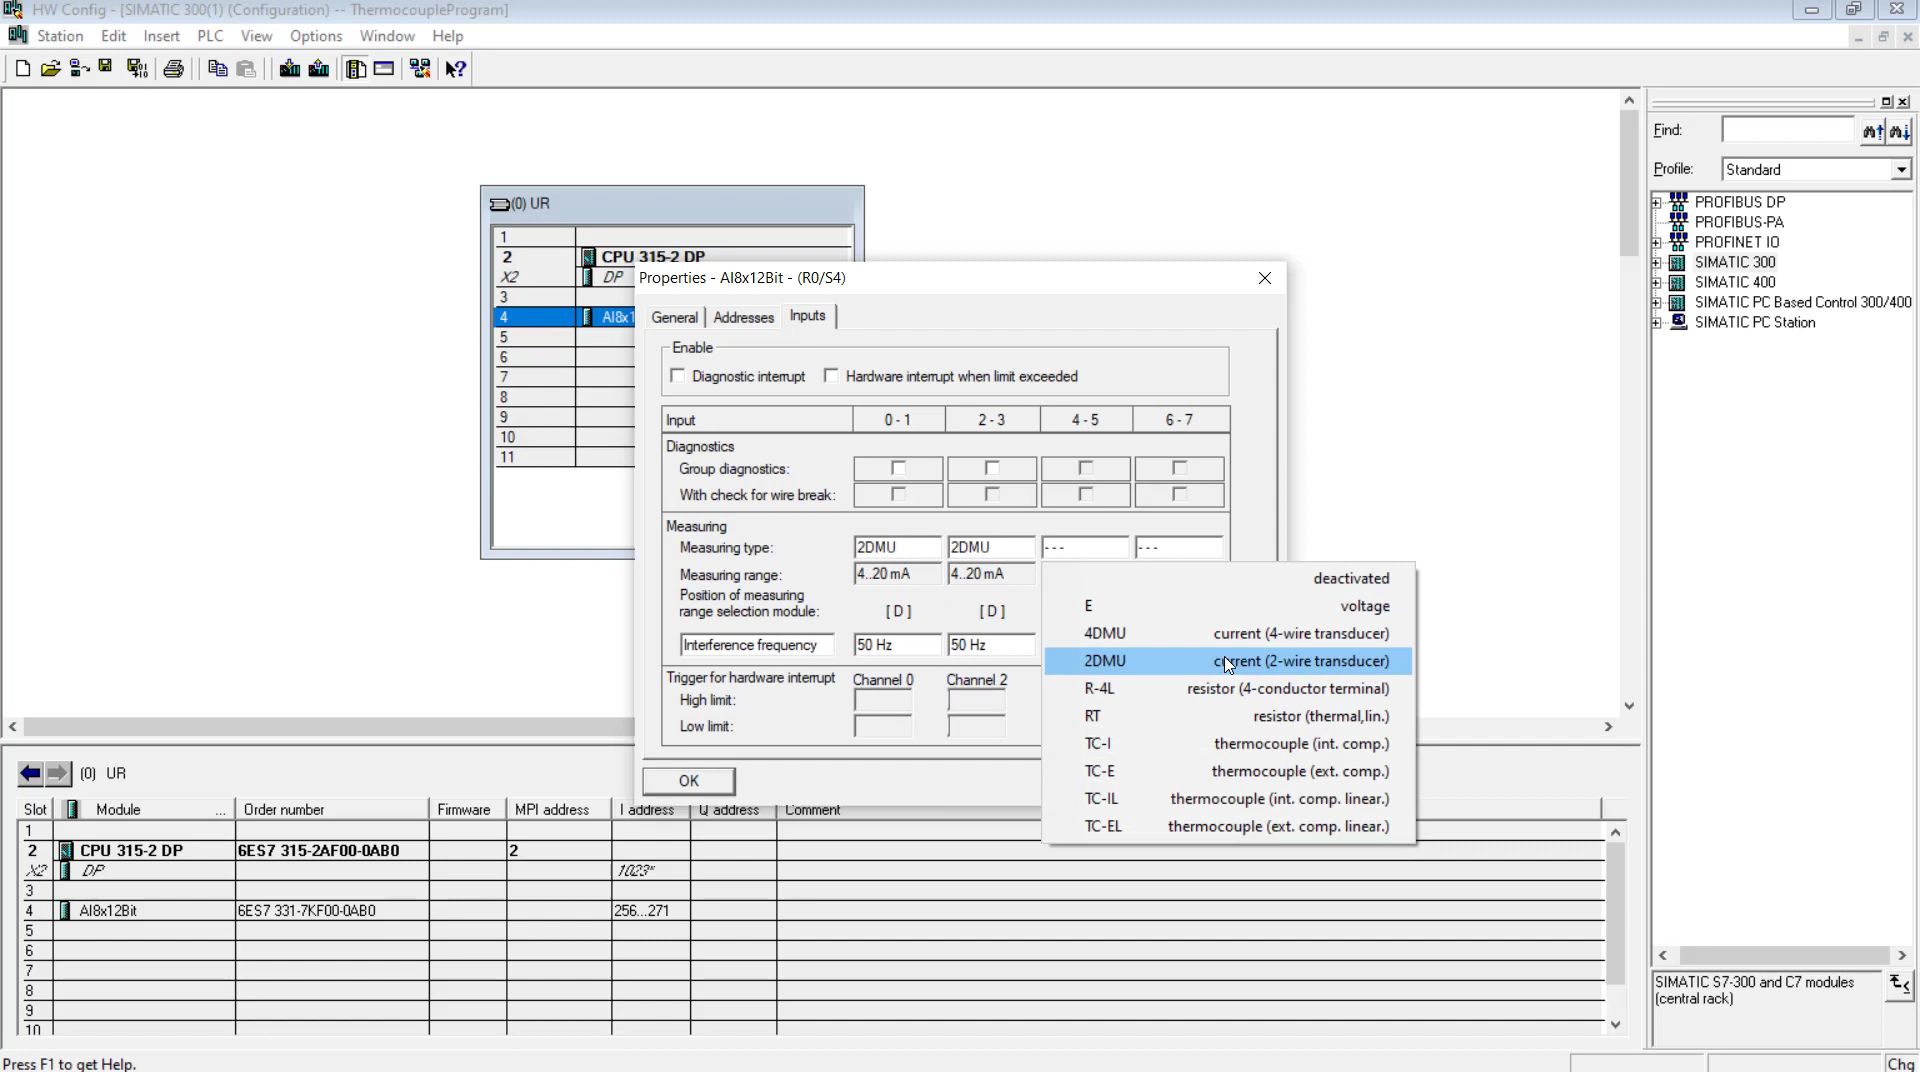 HW Config - [SIMATIC 300(1) (Configuration) -- ThermocoupleProgram]
Station Edit Insert PLC View Options Window Help
Find:
Profile: Standard
PROFIBUS DP
PROFIBUS-PA
PROFINET IO
SIMATIC 300
SIMATIC 400
SIMATIC PC Based Control 300/400
SIMATIC PC Station
(0) UR
1
2 CPU 315-2 DP
X2 DP
3
4 AI8x1
5
6
7
8
9
10
11
Properties - AI8x12Bit - (R0/S4)
General Addresses Inputs
Enable
Diagnostic interrupt Hardware interrupt when limit exceeded
Input 0 - 1 2 - 3 4 - 5 6 - 7
Diagnostics
Group diagnostics:
With check for wire break:
Measuring
Measuring type: 2DMU 2DMU --- ---
Measuring range: 4..20 mA 4..20 mA
Position of measuring
range selection module: [ D ] [ D ]
Interference frequency 50 Hz 50 Hz
Trigger for hardware interrupt Channel 0 Channel 2
High limit:
Low limit:
OK
deactivated
E voltage
4DMU current (4-wire transducer)
2DMU current (2-wire transducer)
R-4L resistor (4-conductor terminal)
RT resistor (thermal,lin.)
TC-I thermocouple (int. comp.)
TC-E thermocouple (ext. comp.)
TC-IL thermocouple (int. comp. linear.)
TC-EL thermocouple (ext. comp. linear.)
(0) UR
Slot Module ... Order number Firmware MPI address I address Q address Comment
1
2 CPU 315-2 DP 6ES7 315-2AF00-0AB0 2
X2 DP 1023*
3
4 AI8x12Bit 6ES7 331-7KF00-0AB0 256...271
5
6
7
8
9
10
SIMATIC S7-300 and C7 modules
(central rack)
Press F1 to get Help.
Chg